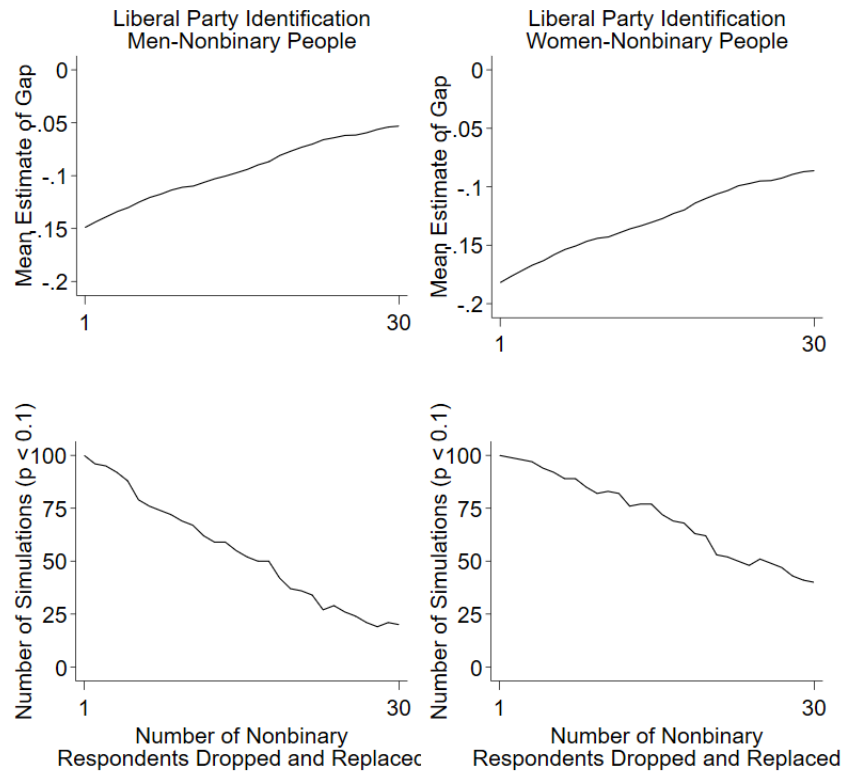 Liberal Party Identification
Men-Nonbinary People
Mean Estimate of Gap
0
-.05
-.1
-.15
-.2
1
30
Liberal Party Identification
Women-Nonbinary People
Mean Estimate of Gap
0
-.05
-.1
-.15
-.2
1
30
Number of Simulations (p < 0.1)
100
75
50
25
0
1
30
Number of Nonbinary
Respondents Dropped and Replaced
Number of Simulations (p < 0.1)
100
75
50
25
0
1
30
Number of Nonbinary
Respondents Dropped and Replaced